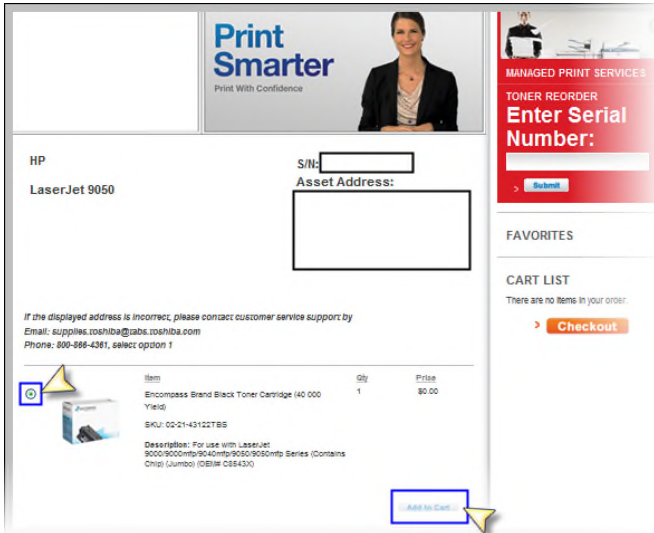 Print
Smarter
Print With Confidence
MANAGED PRINT SERVICES
TONER REORDER
Enter Serial
Number:
Submit
HP
S/N:
LaserJet 9050
Asset Address:
FAVORITES
CART LIST
There are no items in your order.
Checkout
If the displayed address is incorrect, please contact customer service support by
Email: supplies.toshiba@tabs.toshiba.com
Phone: 800-866-4361, select option 1
Item Qty Price
Encompass Brand Black Toner Cartridge (40 000 1 $0.00
Yield)
SKU: 02-21-43122TBS
Description: For use with LaserJet
9000/9000mfp/9040mfp/9050/9050mfp Series (Contains
Chip) (Jumbo) (OEM# C8543X)
Add to Cart